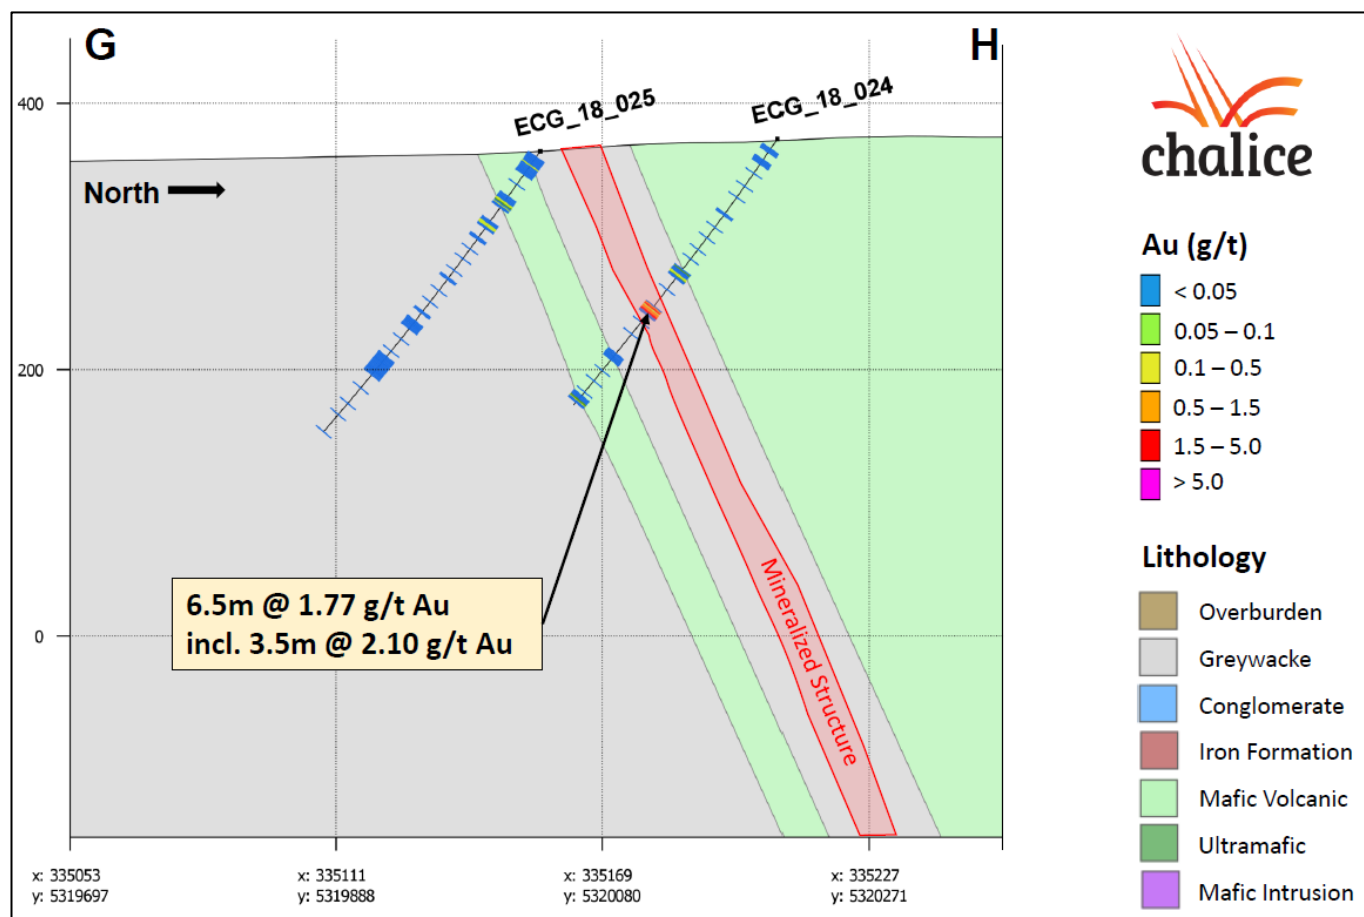 G
H
ECG_18_025
ECG_18_024
400
200
0
North
6.5m @ 1.77 g/t Au
incl. 3.5m @ 2.10 g/t Au
Mineralized Structure
x: 335053
y: 5319697
x: 335111
y: 5319888
x: 335169
y: 5320080
x: 335227
y: 5320271
chalice
Au (g/t)
< 0.05
0.05 – 0.1
0.1 – 0.5
0.5 – 1.5
1.5 – 5.0
> 5.0
Lithology
Overburden
Greywacke
Conglomerate
Iron Formation
Mafic Volcanic
Ultramafic
Mafic Intrusion